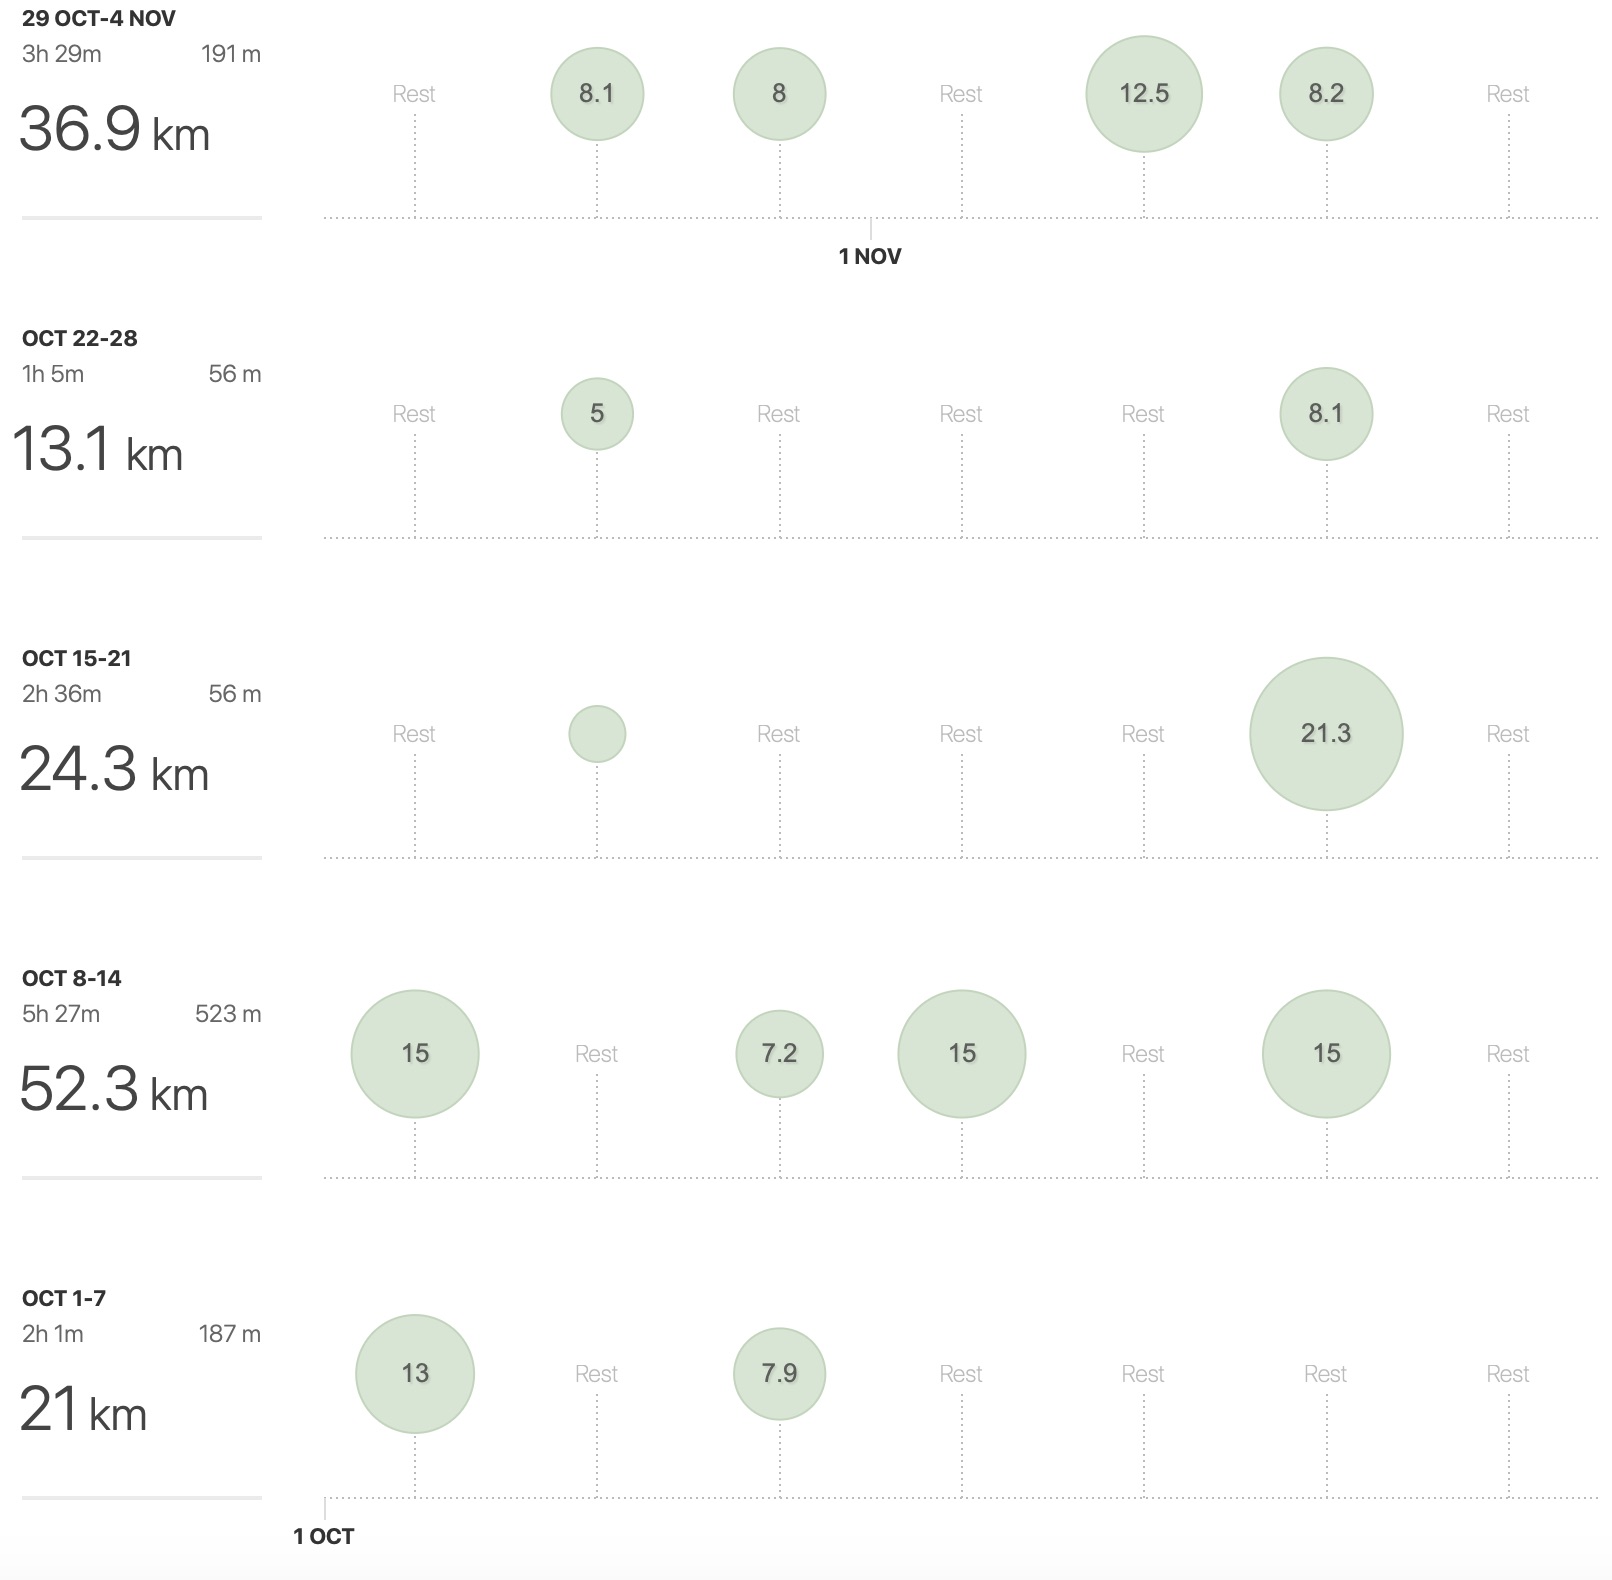 29 OCT-4 NOV
3h 29m 191 m
36.9 km
Rest 8.1 8 Rest 12.5 8.2 Rest
1 NOV
OCT 22-28
1h 5m 56 m
13.1 km
Rest 5 Rest Rest Rest 8.1 Rest
OCT 15-21
2h 36m 56 m
24.3 km
Rest Rest Rest Rest 21.3 Rest
OCT 8-14
5h 27m 523 m
52.3 km
15 Rest 7.2 15 Rest 15 Rest
OCT 1-7
2h 1m 187 m
21 km
13 Rest 7.9 Rest Rest Rest Rest
1 OCT